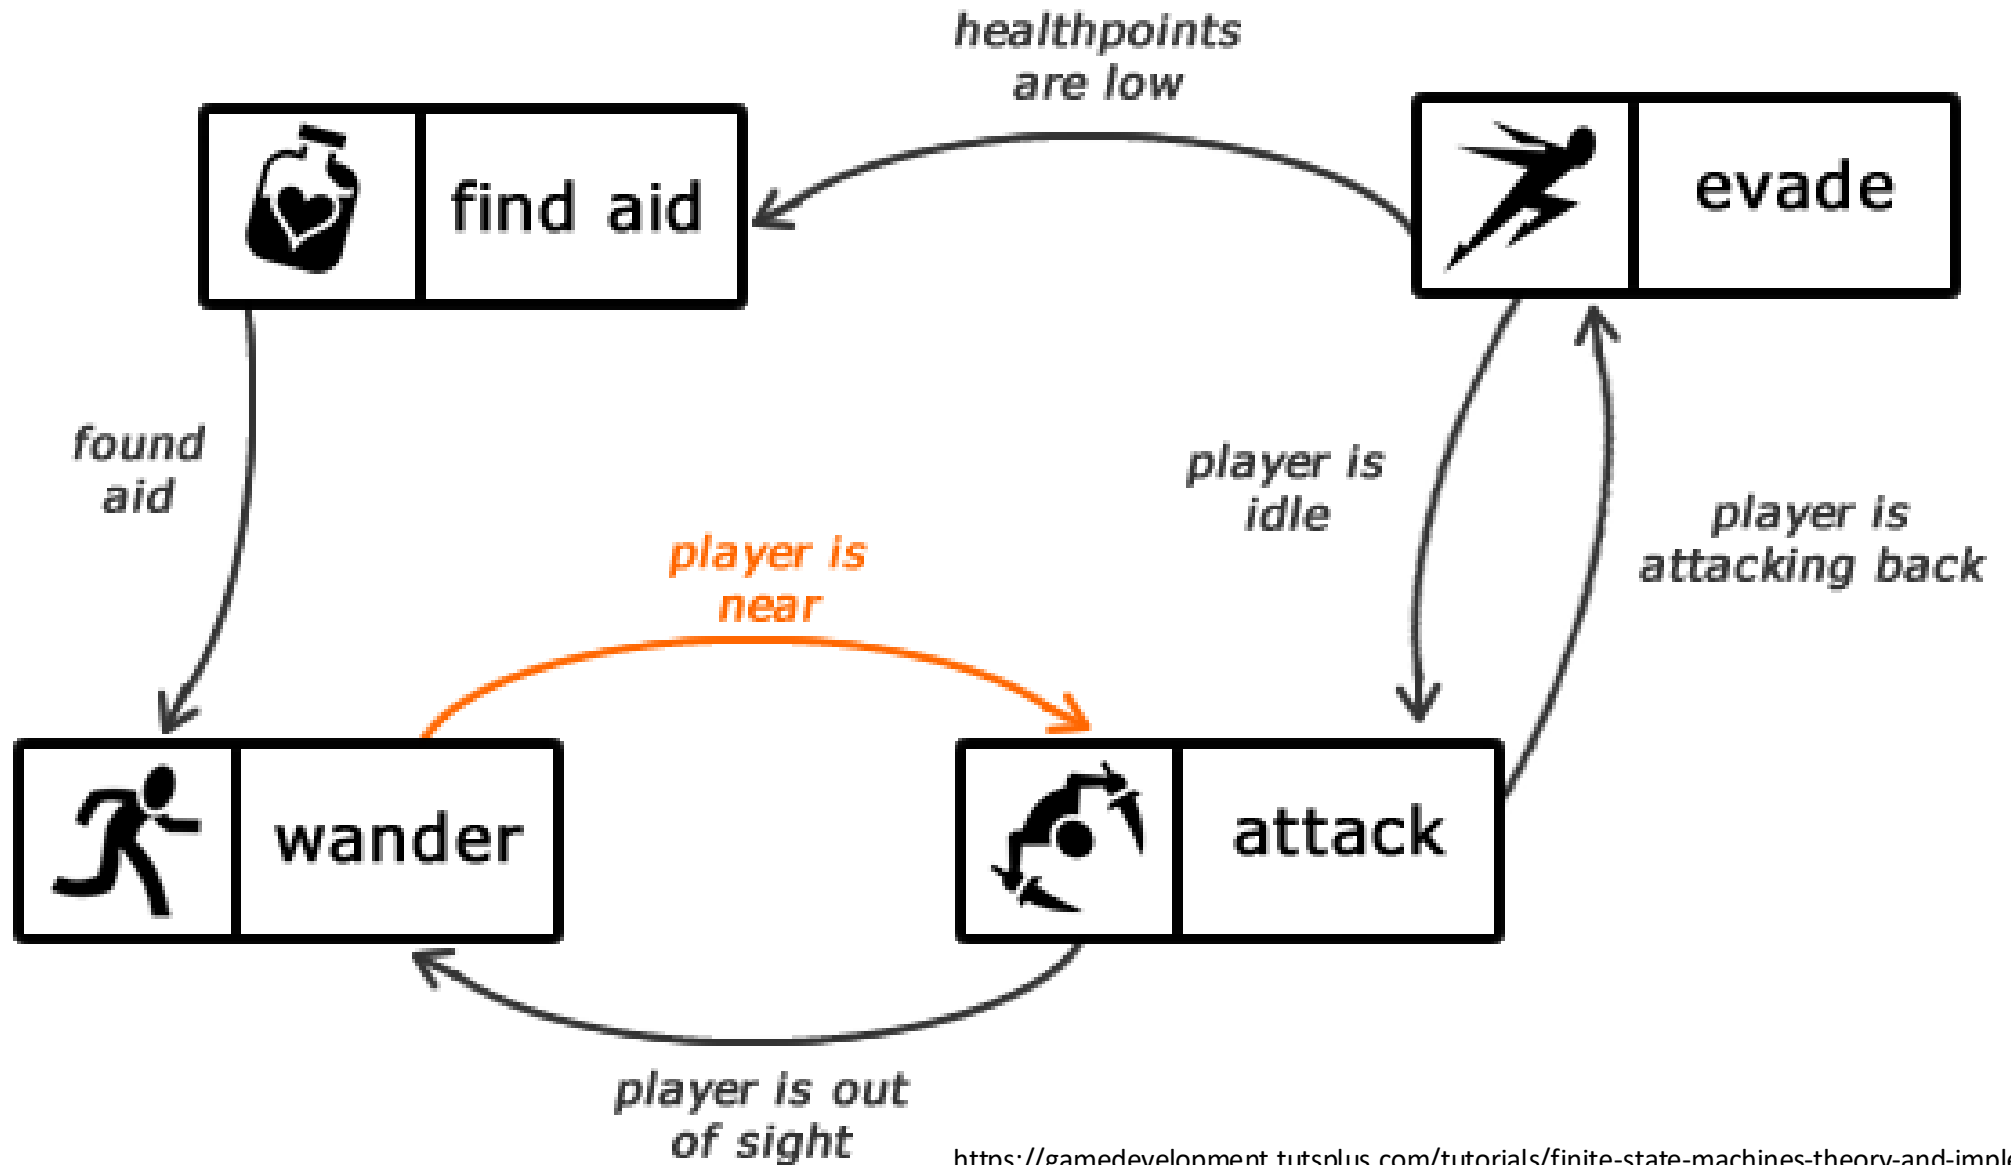 healthpoints
are low
find aid
evade
found
aid
player is
idle
player is
attacking back
player is
near
wander
attack
player is out
of sight
https://gamedevelopment.tutsplus.com/tutorials/finite-state-machines-theory-and-impl